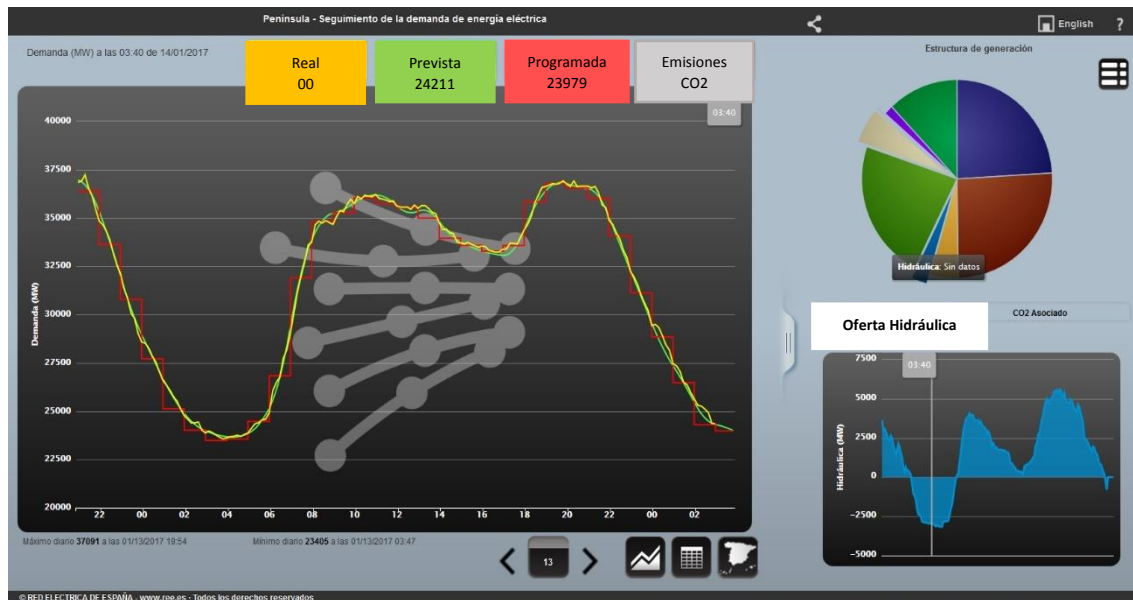 Península - Seguimiento de la demanda de energía eléctrica
English ?
Demanda (MW) a las 03:40 de 14/01/2017
Real
00
Prevista
24211
Programada
23979
Emisiones
CO2
Estructura de generación
03:40
40000
37500
35000
32500
30000
27500
25000
22500
20000
Demanda (MW)
22 00 02 04 06 08 10 12 14 16 18 20 22 00 02
Máximo diario 37091 a las 01/13/2017 19:54
Mínimo diario 23405 a las 01/13/2017 03:47
13
Hidráulica: Sin datos
Oferta Hidráulica
CO2 Asociado
03:40
7500
5000
2500
0
−2500
−5000
Hidráulica (MW)
© RED ELECTRICA DE ESPAÑA - www.ree.es - Todos los derechos reservados